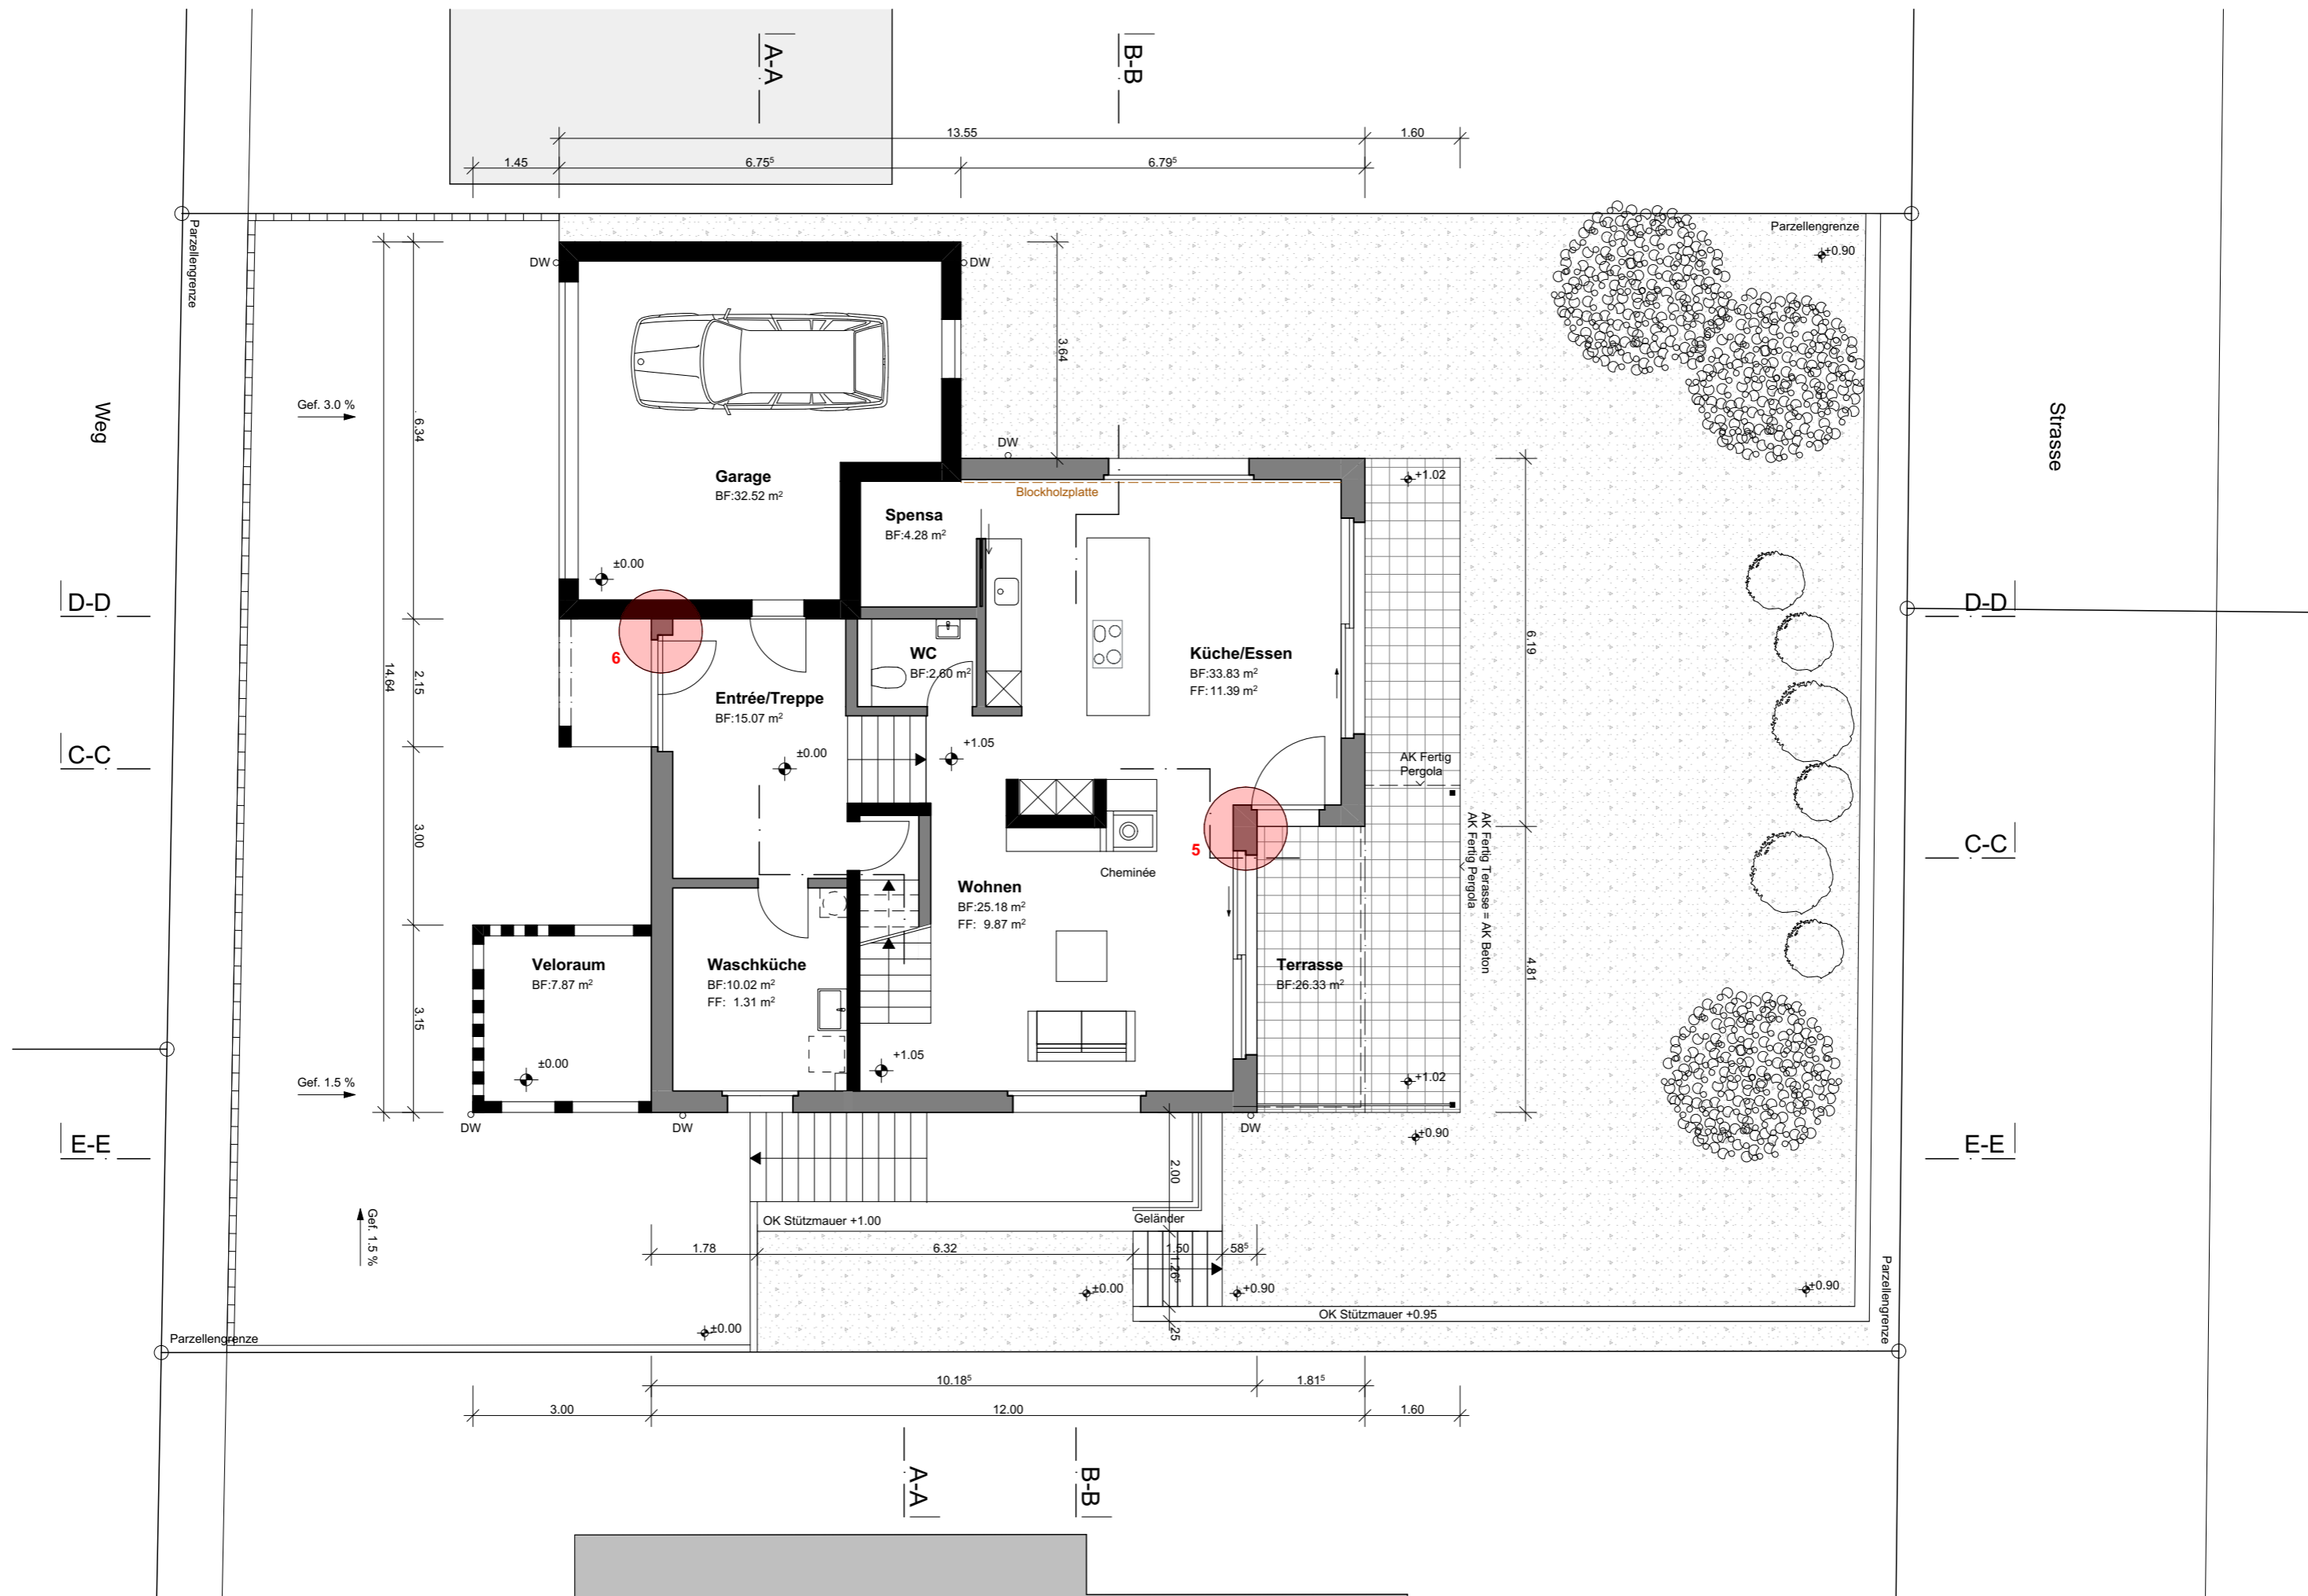 A-A
B-B
13.55
1.60
1.45
6.75⁵
6.79⁵
Parzellengrenze
Parzellengrenze
+0.90
DW
DW
3.64
Weg
Strasse
Gef. 3.0 %
6.34
DW
Garage
BF:32.52 m²
Blockholzplatte
+1.02
Spensa
BF:4.28 m²
±0.00
D-D
D-D
6
WC
BF:2.60 m²
Küche/Essen
BF:33.83 m²
FF: 11.39 m²
6.19
14.64
2.15
Entrée/Treppe
BF:15.07 m²
C-C
±0.00
+1.05
AK Fertig
Pergola
3.00
5
AK Fertig Terasse = AK Beton
AK Fertig Pergola
C-C
Cheminée
Wohnen
BF:25.18 m²
FF: 9.87 m²
Veloraum
BF:7.87 m²
Waschküche
BF:10.02 m²
FF: 1.31 m²
Terrasse
BF:26.33 m²
4.81
3.15
±0.00
+1.05
Gef. 1.5 %
+1.02
DW
DW
DW
+0.90
E-E
E-E
2.00
Gef. 1.5 %
OK Stützmauer +1.00
Geländer
1.78
6.32
1.50
58⁵
1.26⁵
±0.00
+0.90
+0.90
Parzellengrenze
OK Stützmauer +0.95
25
±0.00
Parzellengrenze
10.18⁵
1.81⁵
3.00
12.00
1.60
A-A
B-B